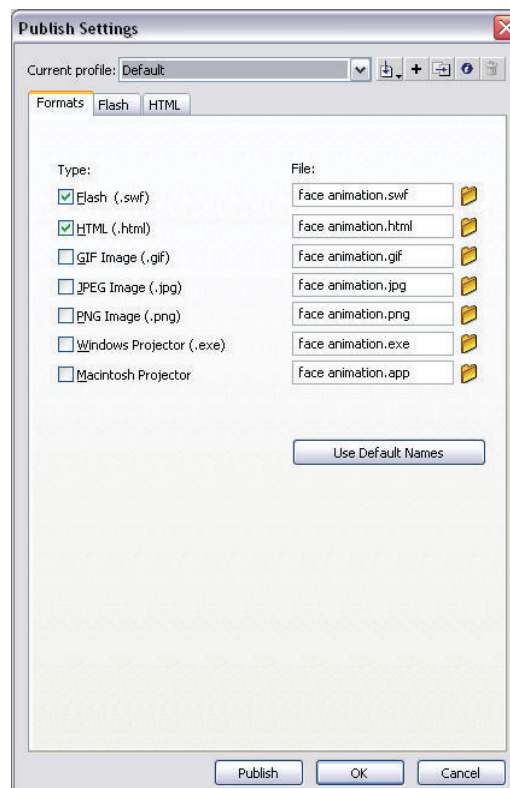 Publish Settings
Current profile: Default
Formats Flash HTML
Type: File:
Flash (.swf) face animation.swf
HTML (.html) face animation.html
GIF Image (.gif) face animation.gif
JPEG Image (.jpg) face animation.jpg
PNG Image (.png) face animation.png
Windows Projector (.exe) face animation.exe
Macintosh Projector face animation.app
Use Default Names
Publish OK Cancel